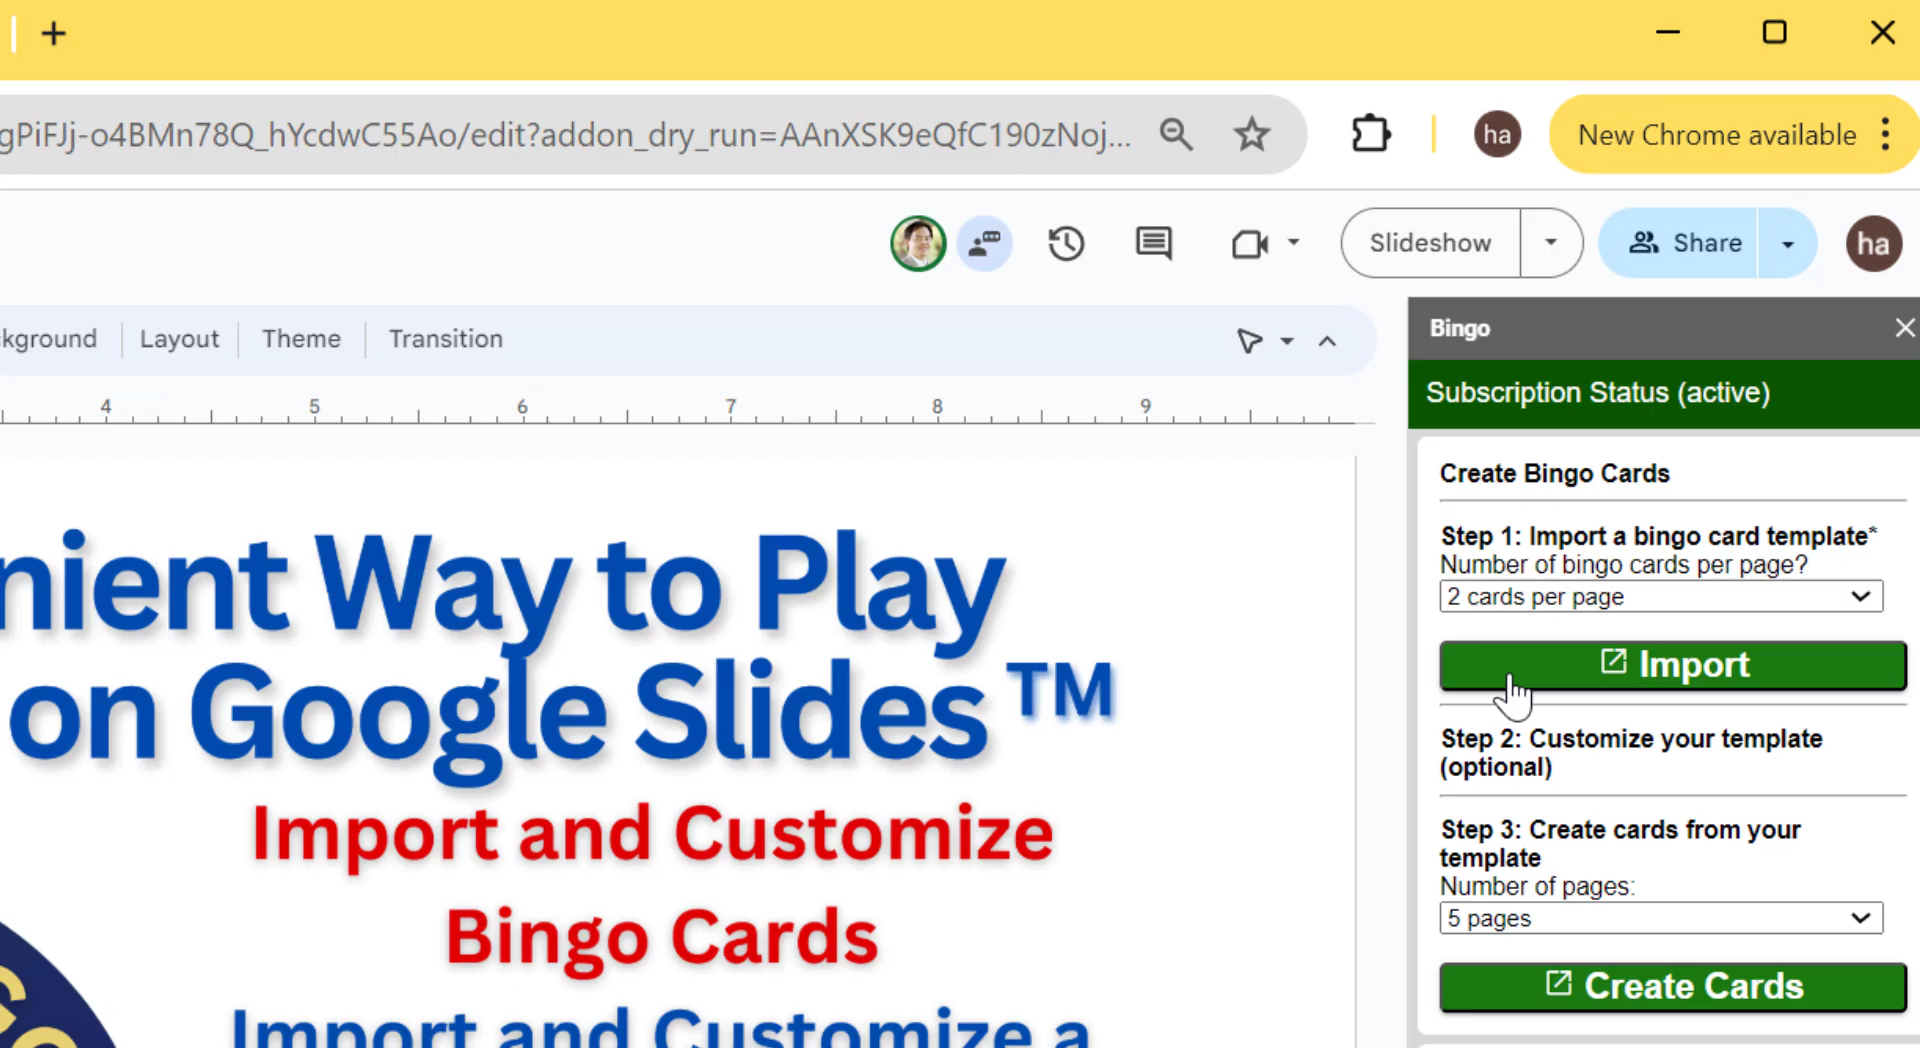 gPiFJj-o4BMn78Q_hYcdwC55Ao/edit?addon_dry_run=AAnXSK9eQfC190zNoj...
ha
New Chrome available
Slideshow
Share
ha
kground
Layout
Theme
Transition
4 5 6 7 8 9
nient Way to Play
on Google Slides™
Import and Customize
Bingo Cards
Import and Customize a
Bingo
Subscription Status (active)
Create Bingo Cards
Step 1: Import a bingo card template*
Number of bingo cards per page?
2 cards per page
Import
Step 2: Customize your template
(optional)
Step 3: Create cards from your
template
Number of pages:
5 pages
Create Cards